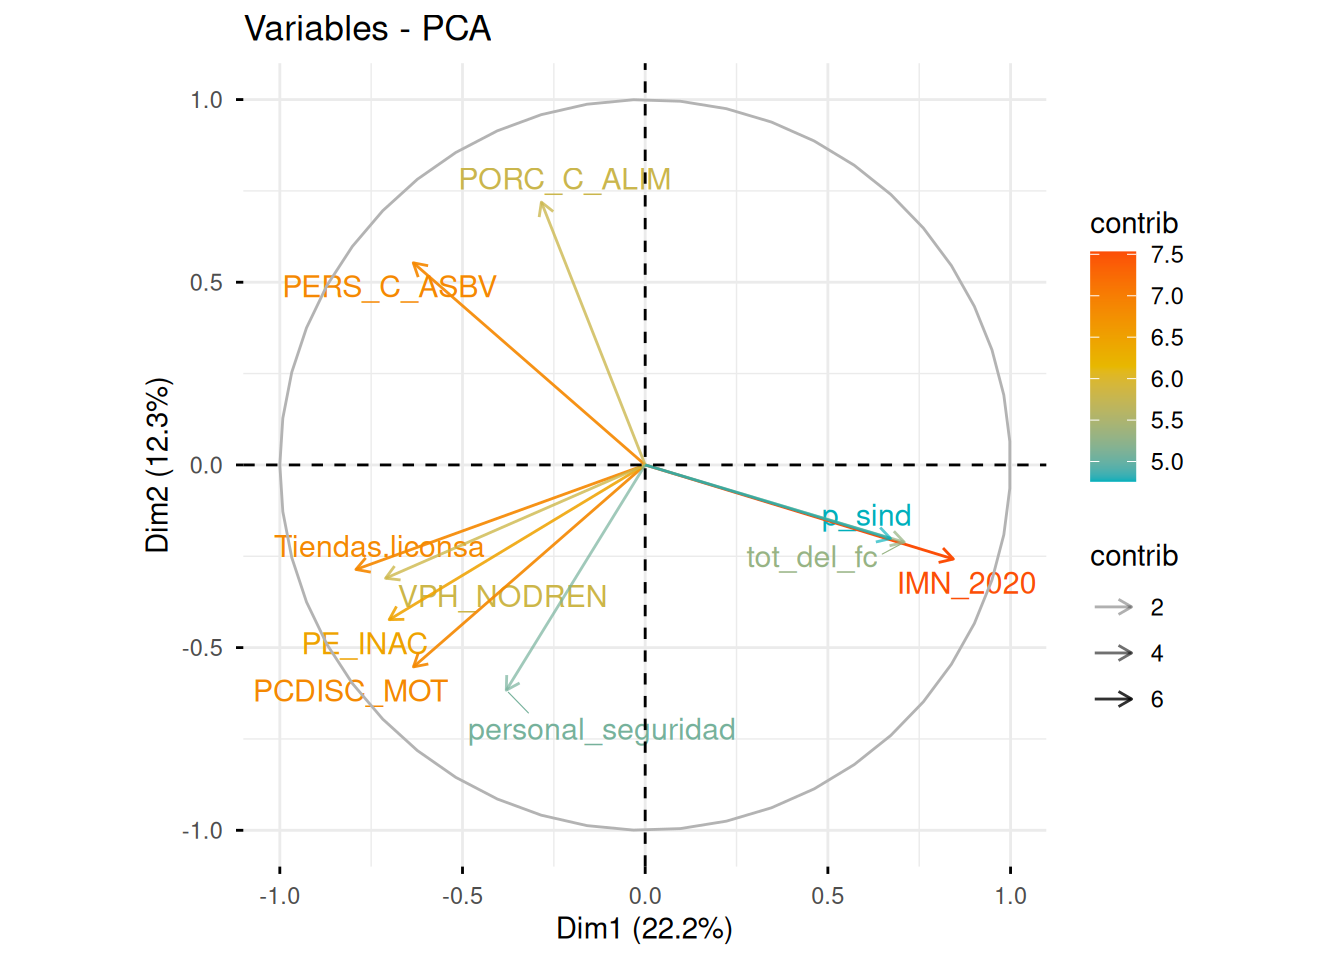 Variables - PCA
1.0
0.5
0.0
-0.5
-1.0
Dim2 (12.3%)
PORC_C_ALIM
PERS_C_ASBV
p_sind
tot_del_fc
IMN_2020
Tiendas.liconsa
VPH_NODREN
PE_INAC
PCDISC_MOT
personal_seguridad
-1.0 -0.5 0.0 0.5 1.0
Dim1 (22.2%)
contrib
7.5
7.0
6.5
6.0
5.5
5.0
contrib
2
4
6